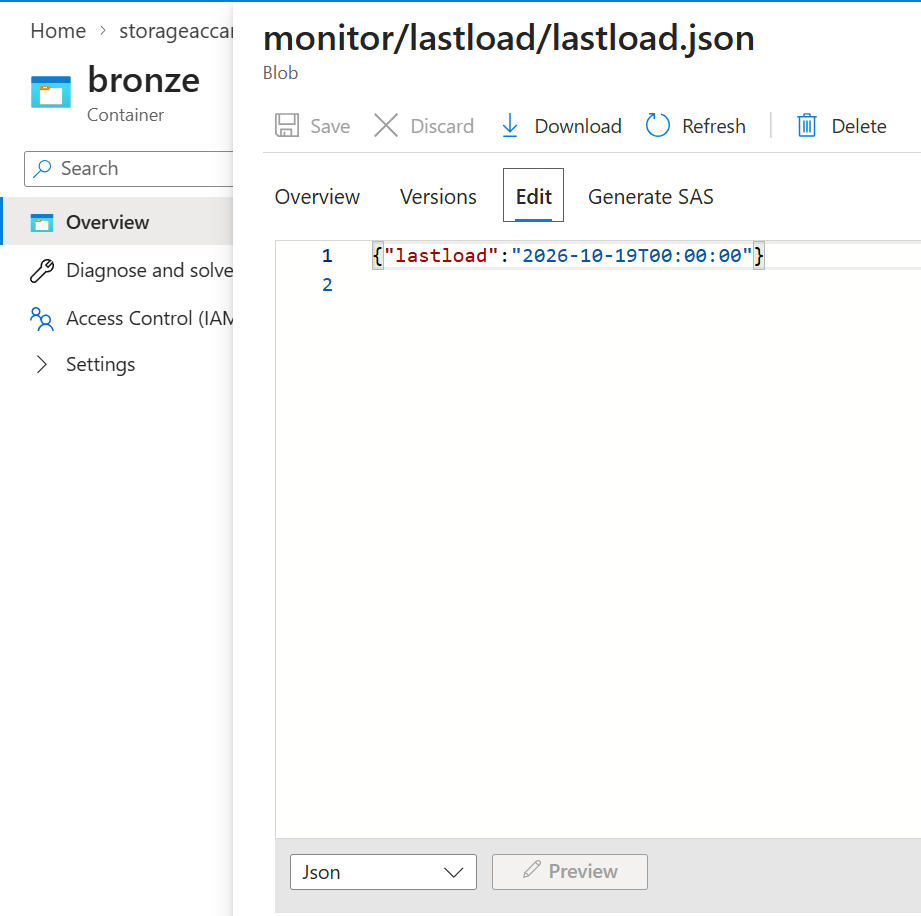 Home > storageaccar
bronze
Container
Search
Overview
Diagnose and solve
Access Control (IAM
Settings
monitor/lastload/lastload.json
Blob
Save Discard Download Refresh Delete
Overview Versions Edit Generate SAS
1 {"lastload":"2026-10-19T00:00:00"}
2
Json Preview